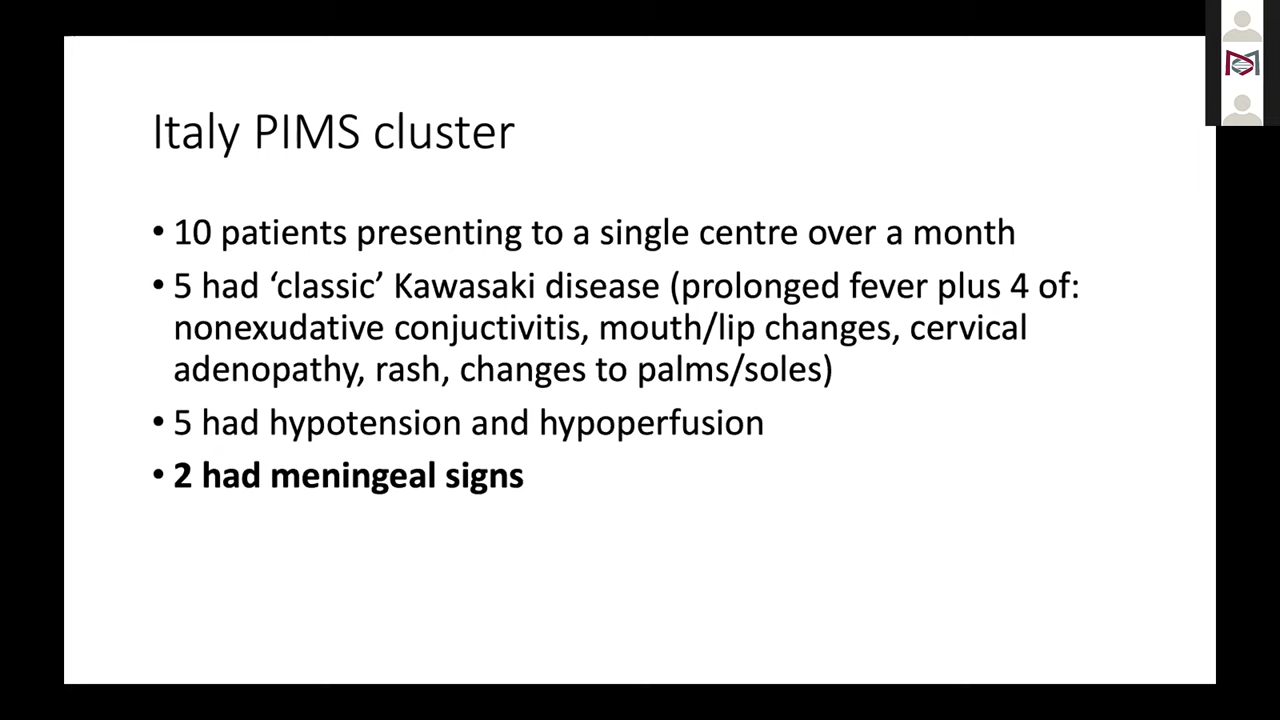 Italy PIMS cluster
• 10 patients presenting to a single centre over a month
• 5 had ‘classic’ Kawasaki disease (prolonged fever plus 4 of:
nonexudative conjuctivitis, mouth/lip changes, cervical
adenopathy, rash, changes to palms/soles)
• 5 had hypotension and hypoperfusion
• 2 had meningeal signs